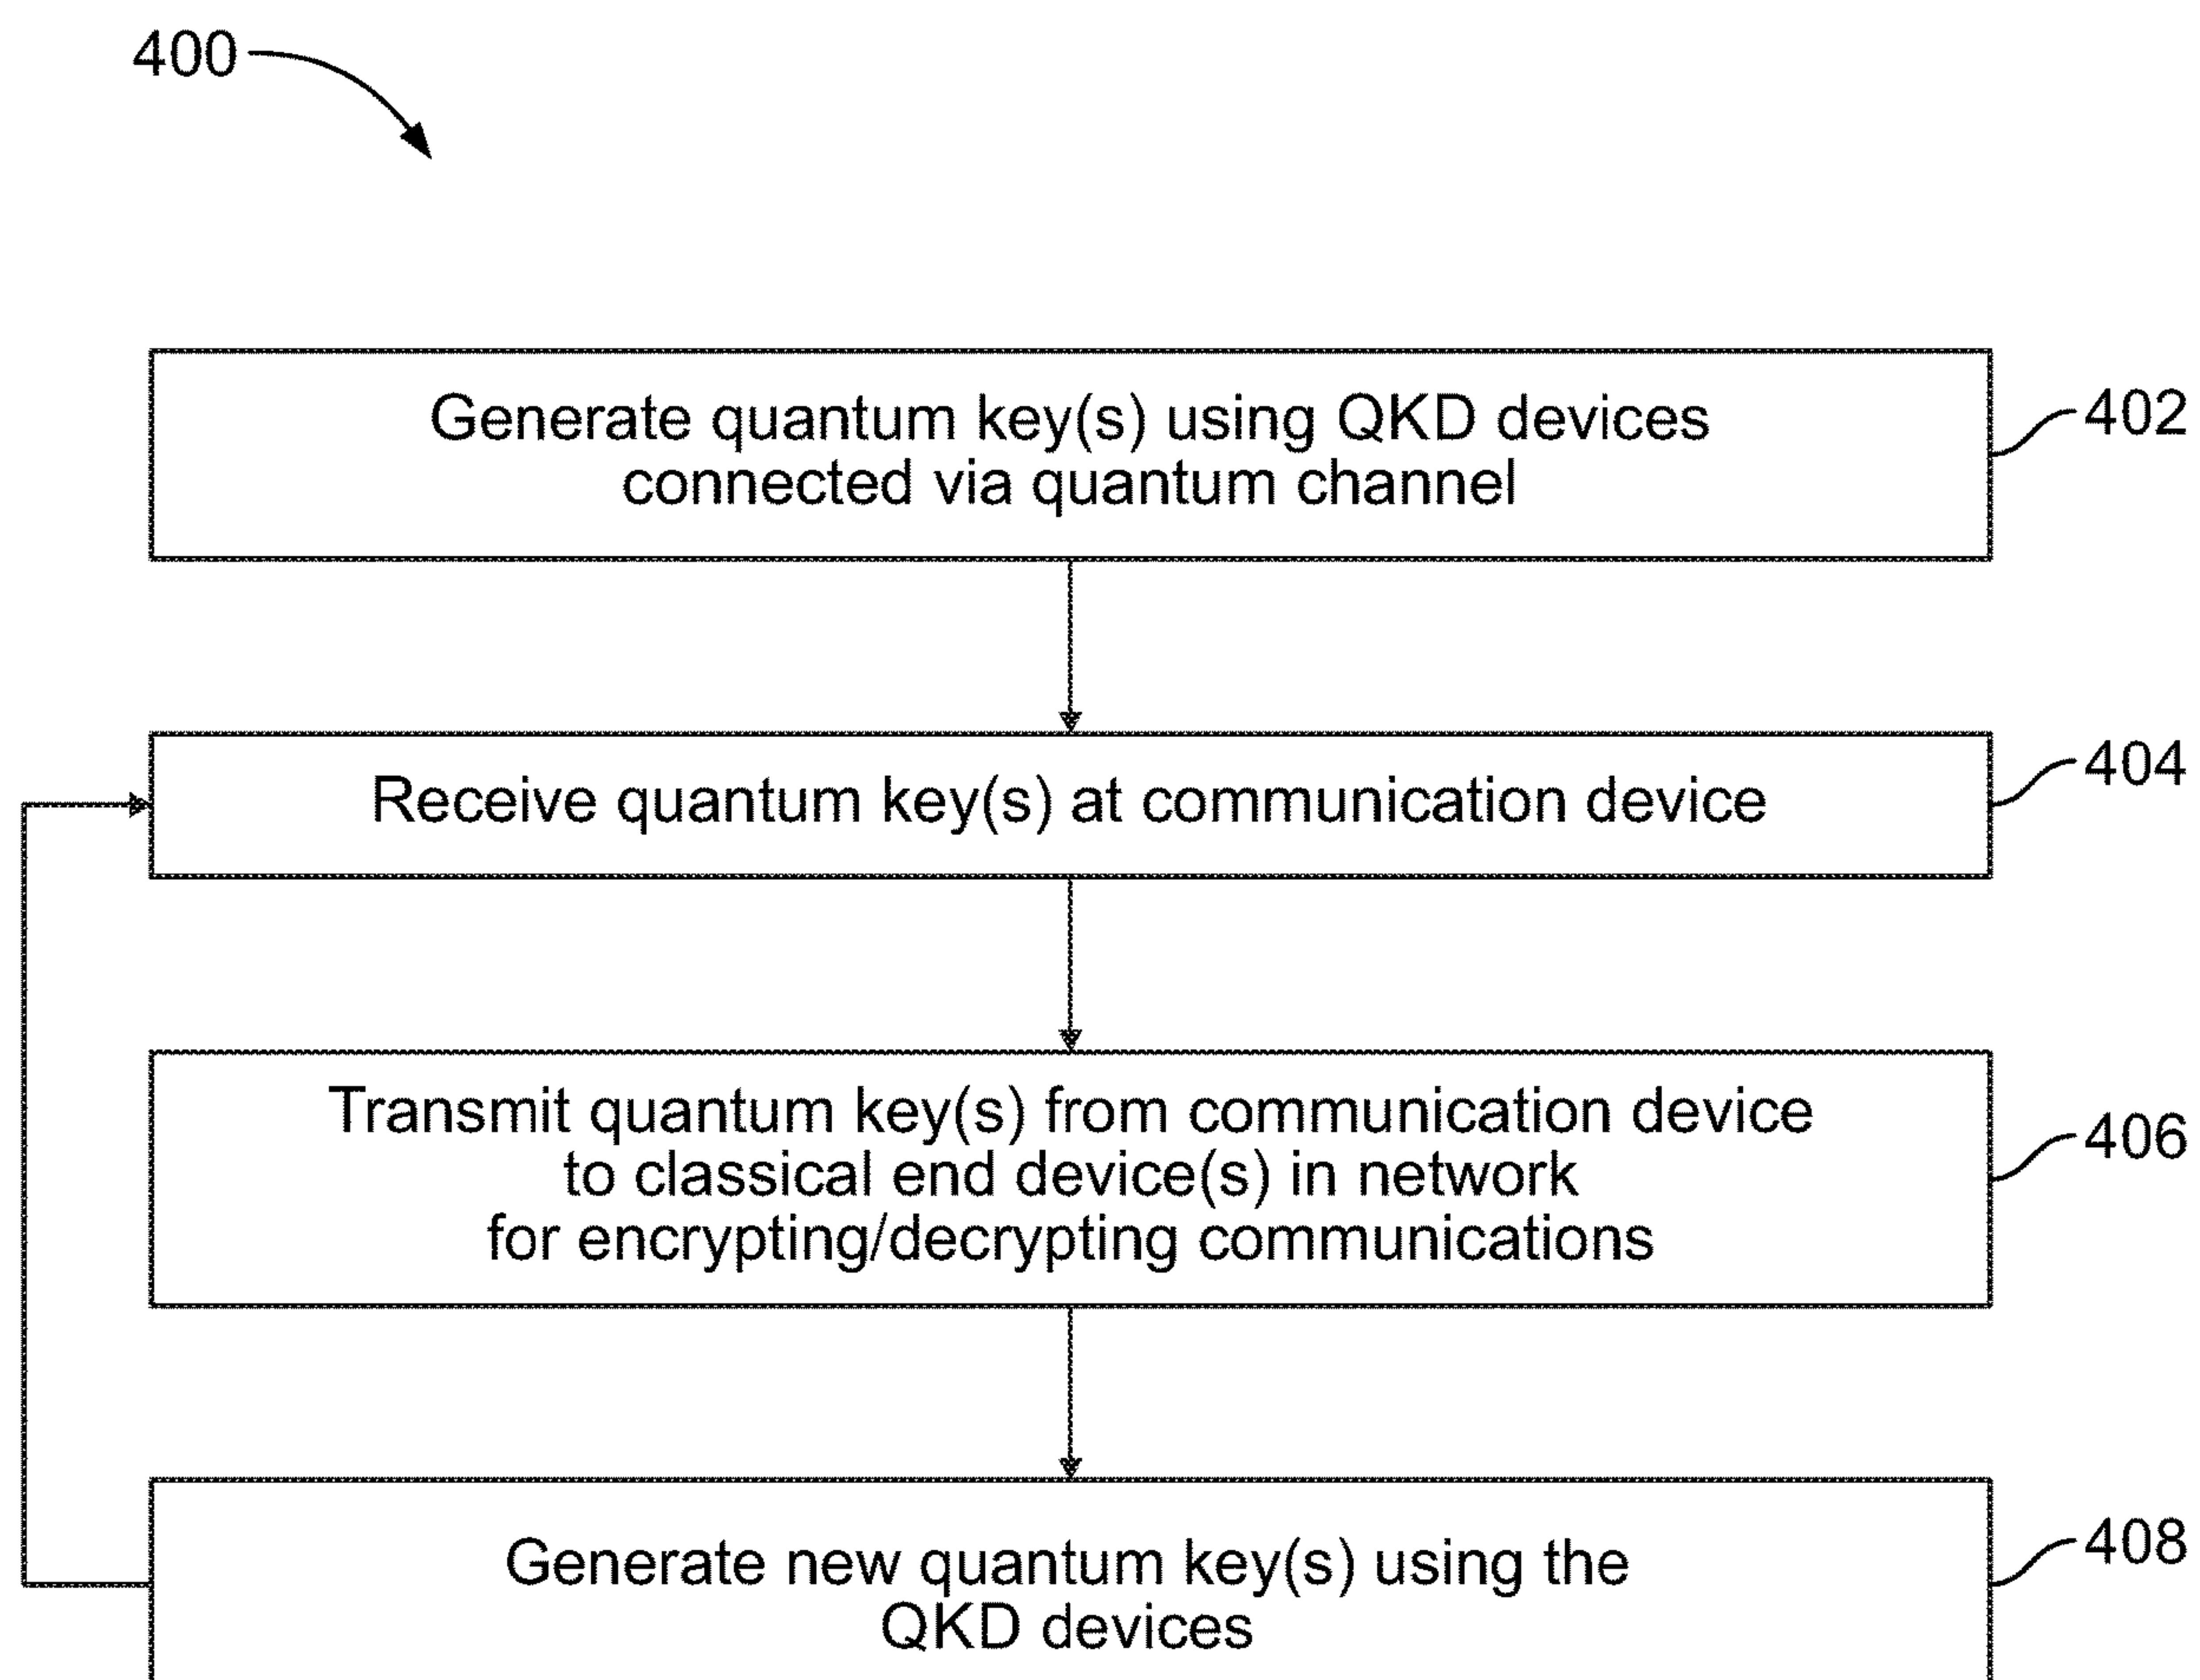 400
Generate quantum key(s) using QKD devices
connected via quantum channel
402
Receive quantum key(s) at communication device
404
Transmit quantum key(s) from communication device
to classical end device(s) in network
for encrypting/decrypting communications
406
Generate new quantum key(s) using the
QKD devices
408